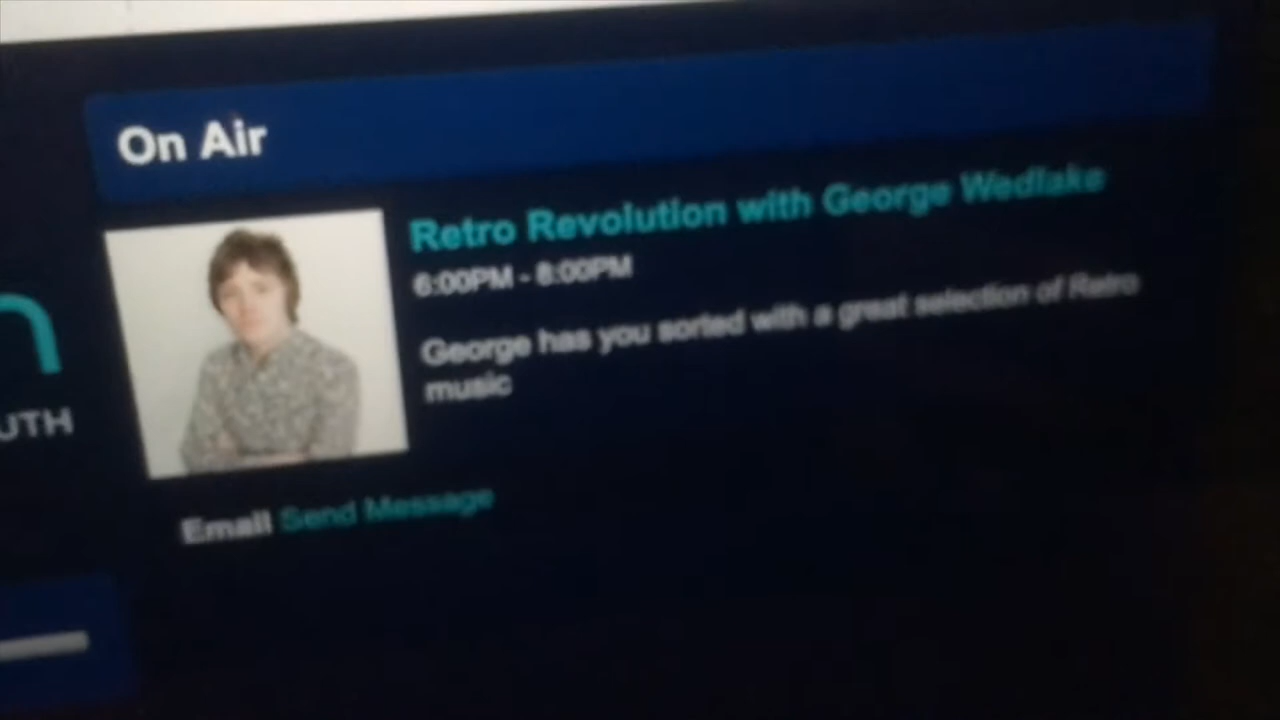 On Air
Retro Revolution with George Wedlake
6:00PM - 8:00PM
George has you sorted with a great selection of Retro
music
UTH
Email Send Message